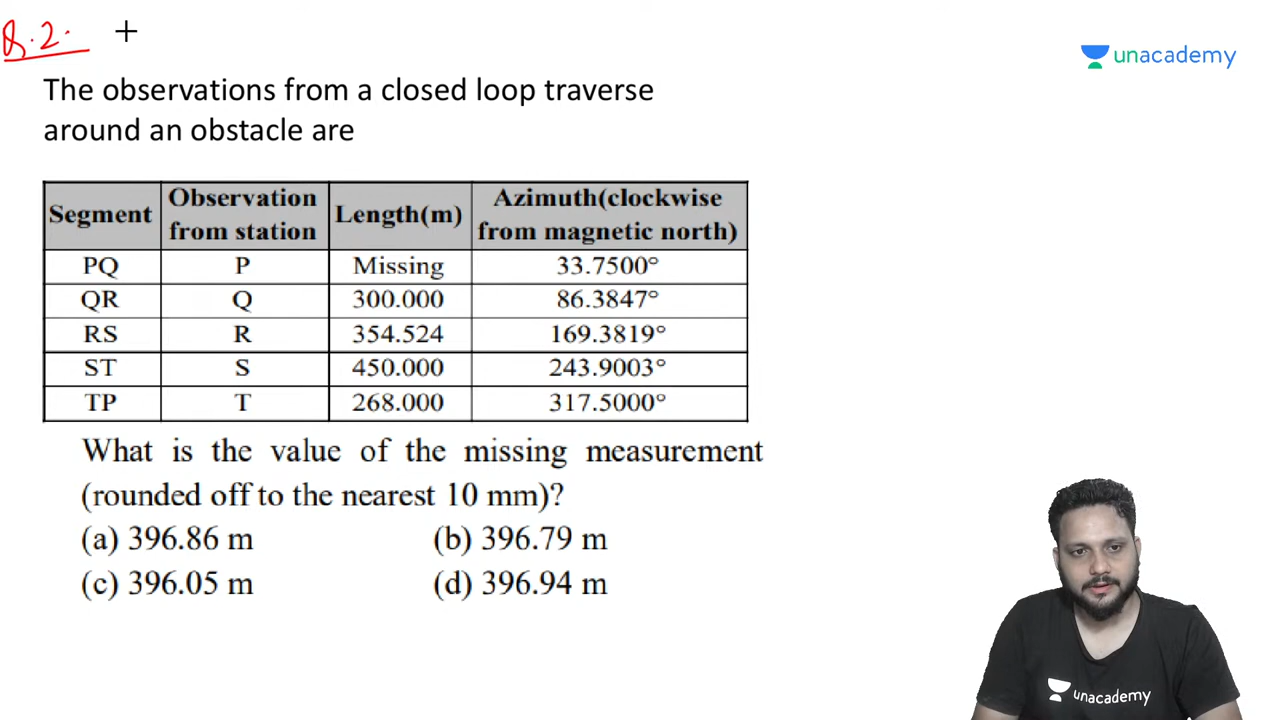 Q.2.
unacademy
The observations from a closed loop traverse
around an obstacle are
Segment Observation from station Length(m) Azimuth(clockwise from magnetic north)
PQ P Missing 33.7500°
QR Q 300.000 86.3847°
RS R 354.524 169.3819°
ST S 450.000 243.9003°
TP T 268.000 317.5000°
What is the value of the missing measurement
(rounded off to the nearest 10 mm)?
(a) 396.86 m (b) 396.79 m
(c) 396.05 m (d) 396.94 m
unacademy